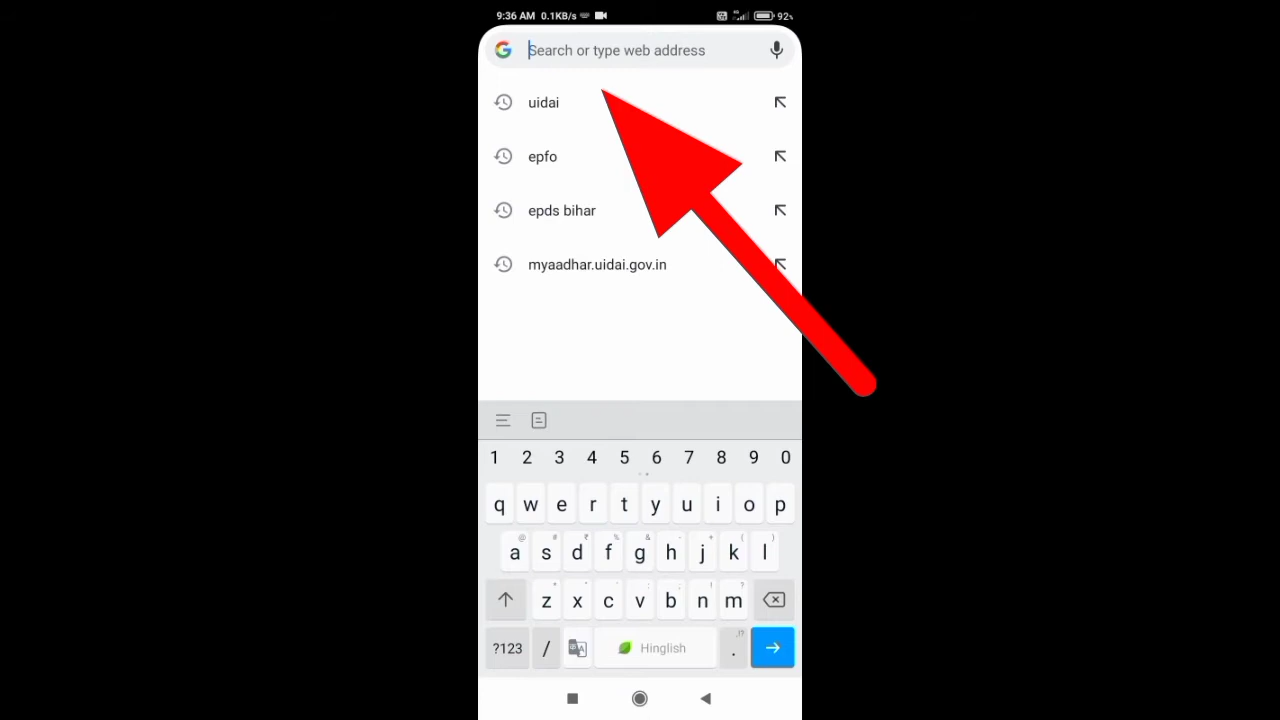 9:36 AM 0.1KB/s 92%
Search or type web address
uidai
epfo
epds bihar
myaadhar.uidai.gov.in
1 2 3 4 5 6 7 8 9 0
q w e r t y u i o p
a s d f g h j k l
z x c v b n m
?123 / Hinglish .